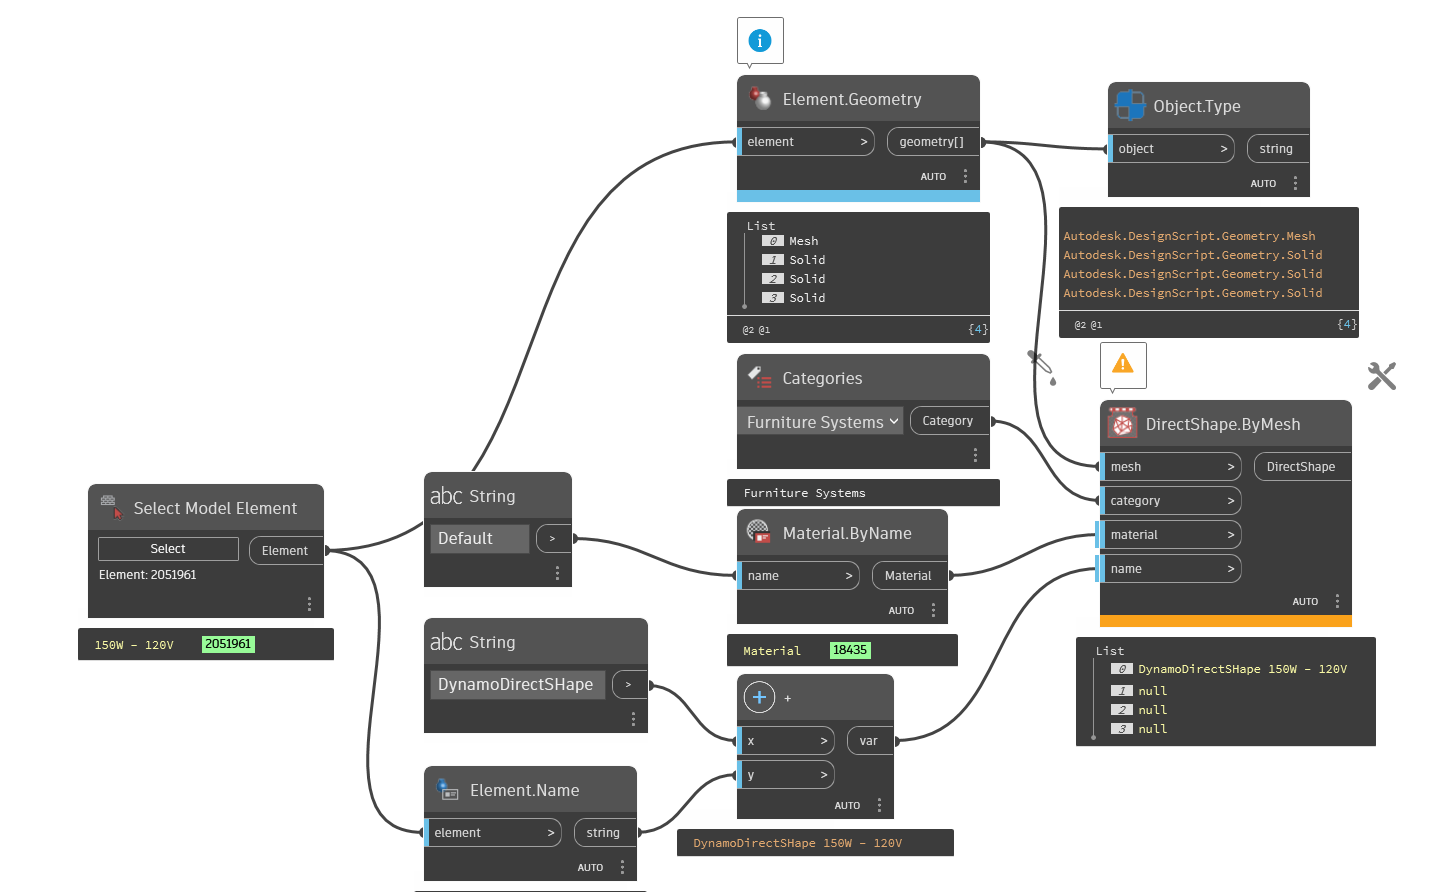 Element.Geometry
element >
geometry[]
AUTO
List
0 Mesh
1 Solid
2 Solid
3 Solid
@2 @1
{4}
Object.Type
object >
string
AUTO
Autodesk.DesignScript.Geometry.Mesh
Autodesk.DesignScript.Geometry.Solid
Autodesk.DesignScript.Geometry.Solid
Autodesk.DesignScript.Geometry.Solid
@2 @1
{4}
Categories
Furniture Systems
Category
Furniture Systems
DirectShape.ByMesh
mesh >
DirectShape
category >
material >
name >
AUTO
List
0 DynamoDirectSHape 150W - 120V
1 null
2 null
3 null
Select Model Element
Select
Element
Element: 2051961
150W - 120V 2051961
abc String
Default
>
Material.ByName
name >
Material
AUTO
Material 18435
abc String
DynamoDirectSHape
>
+
x >
var
y >
AUTO
DynamoDirectSHape 150W - 120V
Element.Name
element >
string
AUTO